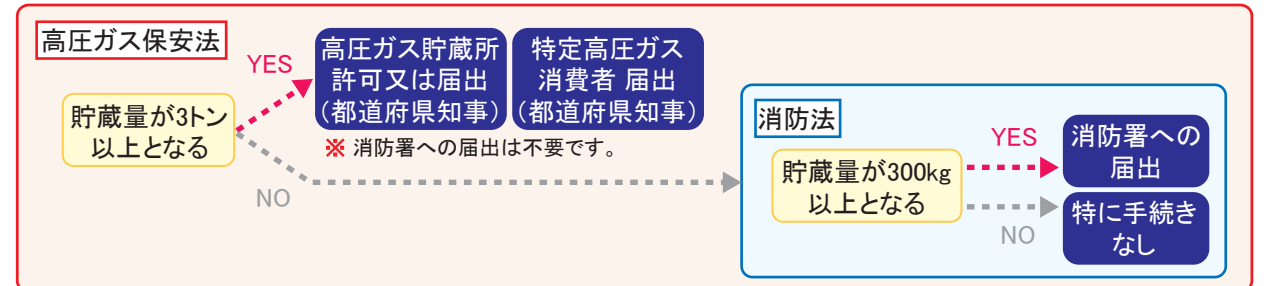 高圧ガス保安法
貯蔵量が3トン
以上となる
YES
高圧ガス貯蔵所
許可又は届出
(都道府県知事)
特定高圧ガス
消費者 届出
(都道府県知事)
※ 消防署への届出は不要です。
NO
消防法
貯蔵量が300kg
以上となる
YES
消防署への
届出
NO
特に手続き
なし